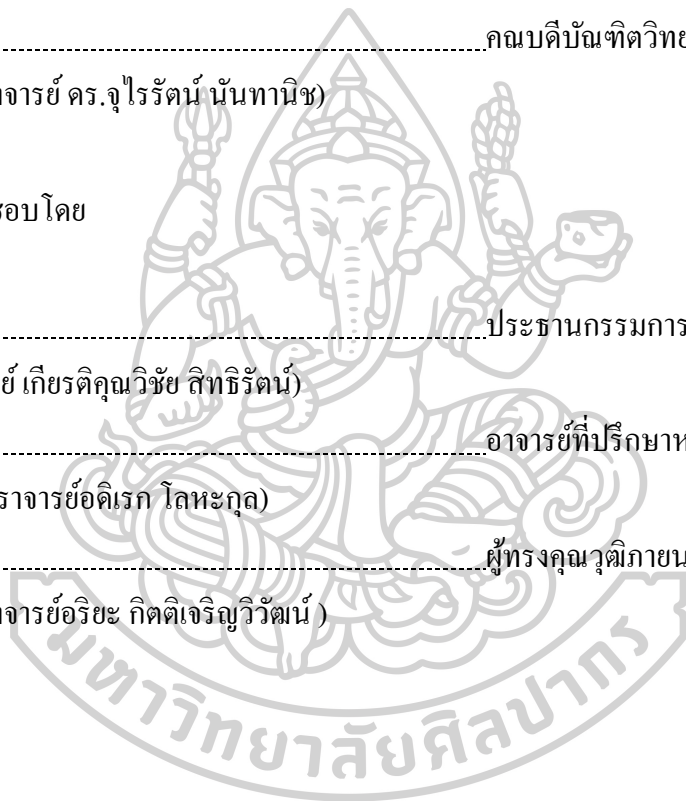 คณบดีบัณฑิตวิทย
จารย์ ดร.จุไรรัตน์ นันทานิช)
สอบโดย
ประธานกรรมการ
ย์ เกียรติคุณวิชัย สิทธิรัตน์)
อาจารย์ที่ปรึกษาห
ราจารย์อดิเรก โลหะกุล)
ผู้ทรงคุณวุฒิภายน
จารย์อริยะ กิตติเจริญวิวัฒน์ )
มหาวิทยาลัยศิลปากร